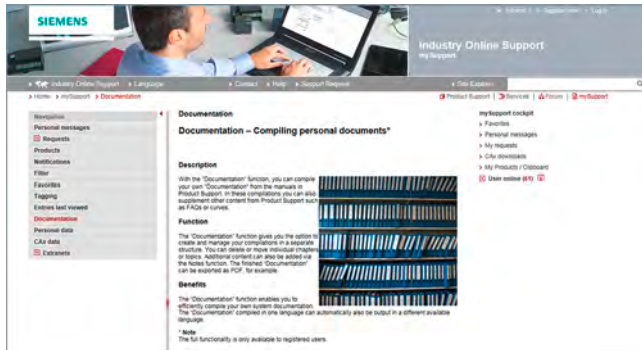 SIEMENS
Industry Online Support
mySupport
Industry Online Support Language Contact Help Support Request Site Explorer
Home mySupport Documentation Product Support Services Forum mySupport
Navigation
Personal messages
Requests
Products
Notifications
Filter
Favorites
Tagging
Entries last viewed
Documentation
Personal data
CAx data
Extranets
Documentation
Documentation – Compiling personal documents*
Description
With the "Documentation" function, you can compile
your own "Documentation" from the manuals in
Product Support. In these compilations you can also
supplement other content from Product Support such
as FAQs or curves.
Function
The "Documentation" function gives you the option to
create and manage your compilations in a separate
structure. You can delete or move individual chapters
or topics. Additional content can also be added via
the Notes function. The finished "Documentation"
can be exported as PDF, for example.
Benefits
The "Documentation" function enables you to
efficiently compile your own system documentation.
The "Documentation" compiled in one language can automatically also be output in a different available
language.
* Note
The full functionality is only available to registered users.
mySupport cockpit
Favorites
Personal messages
My requests
CAx downloads
My Products / Clipboard
User online